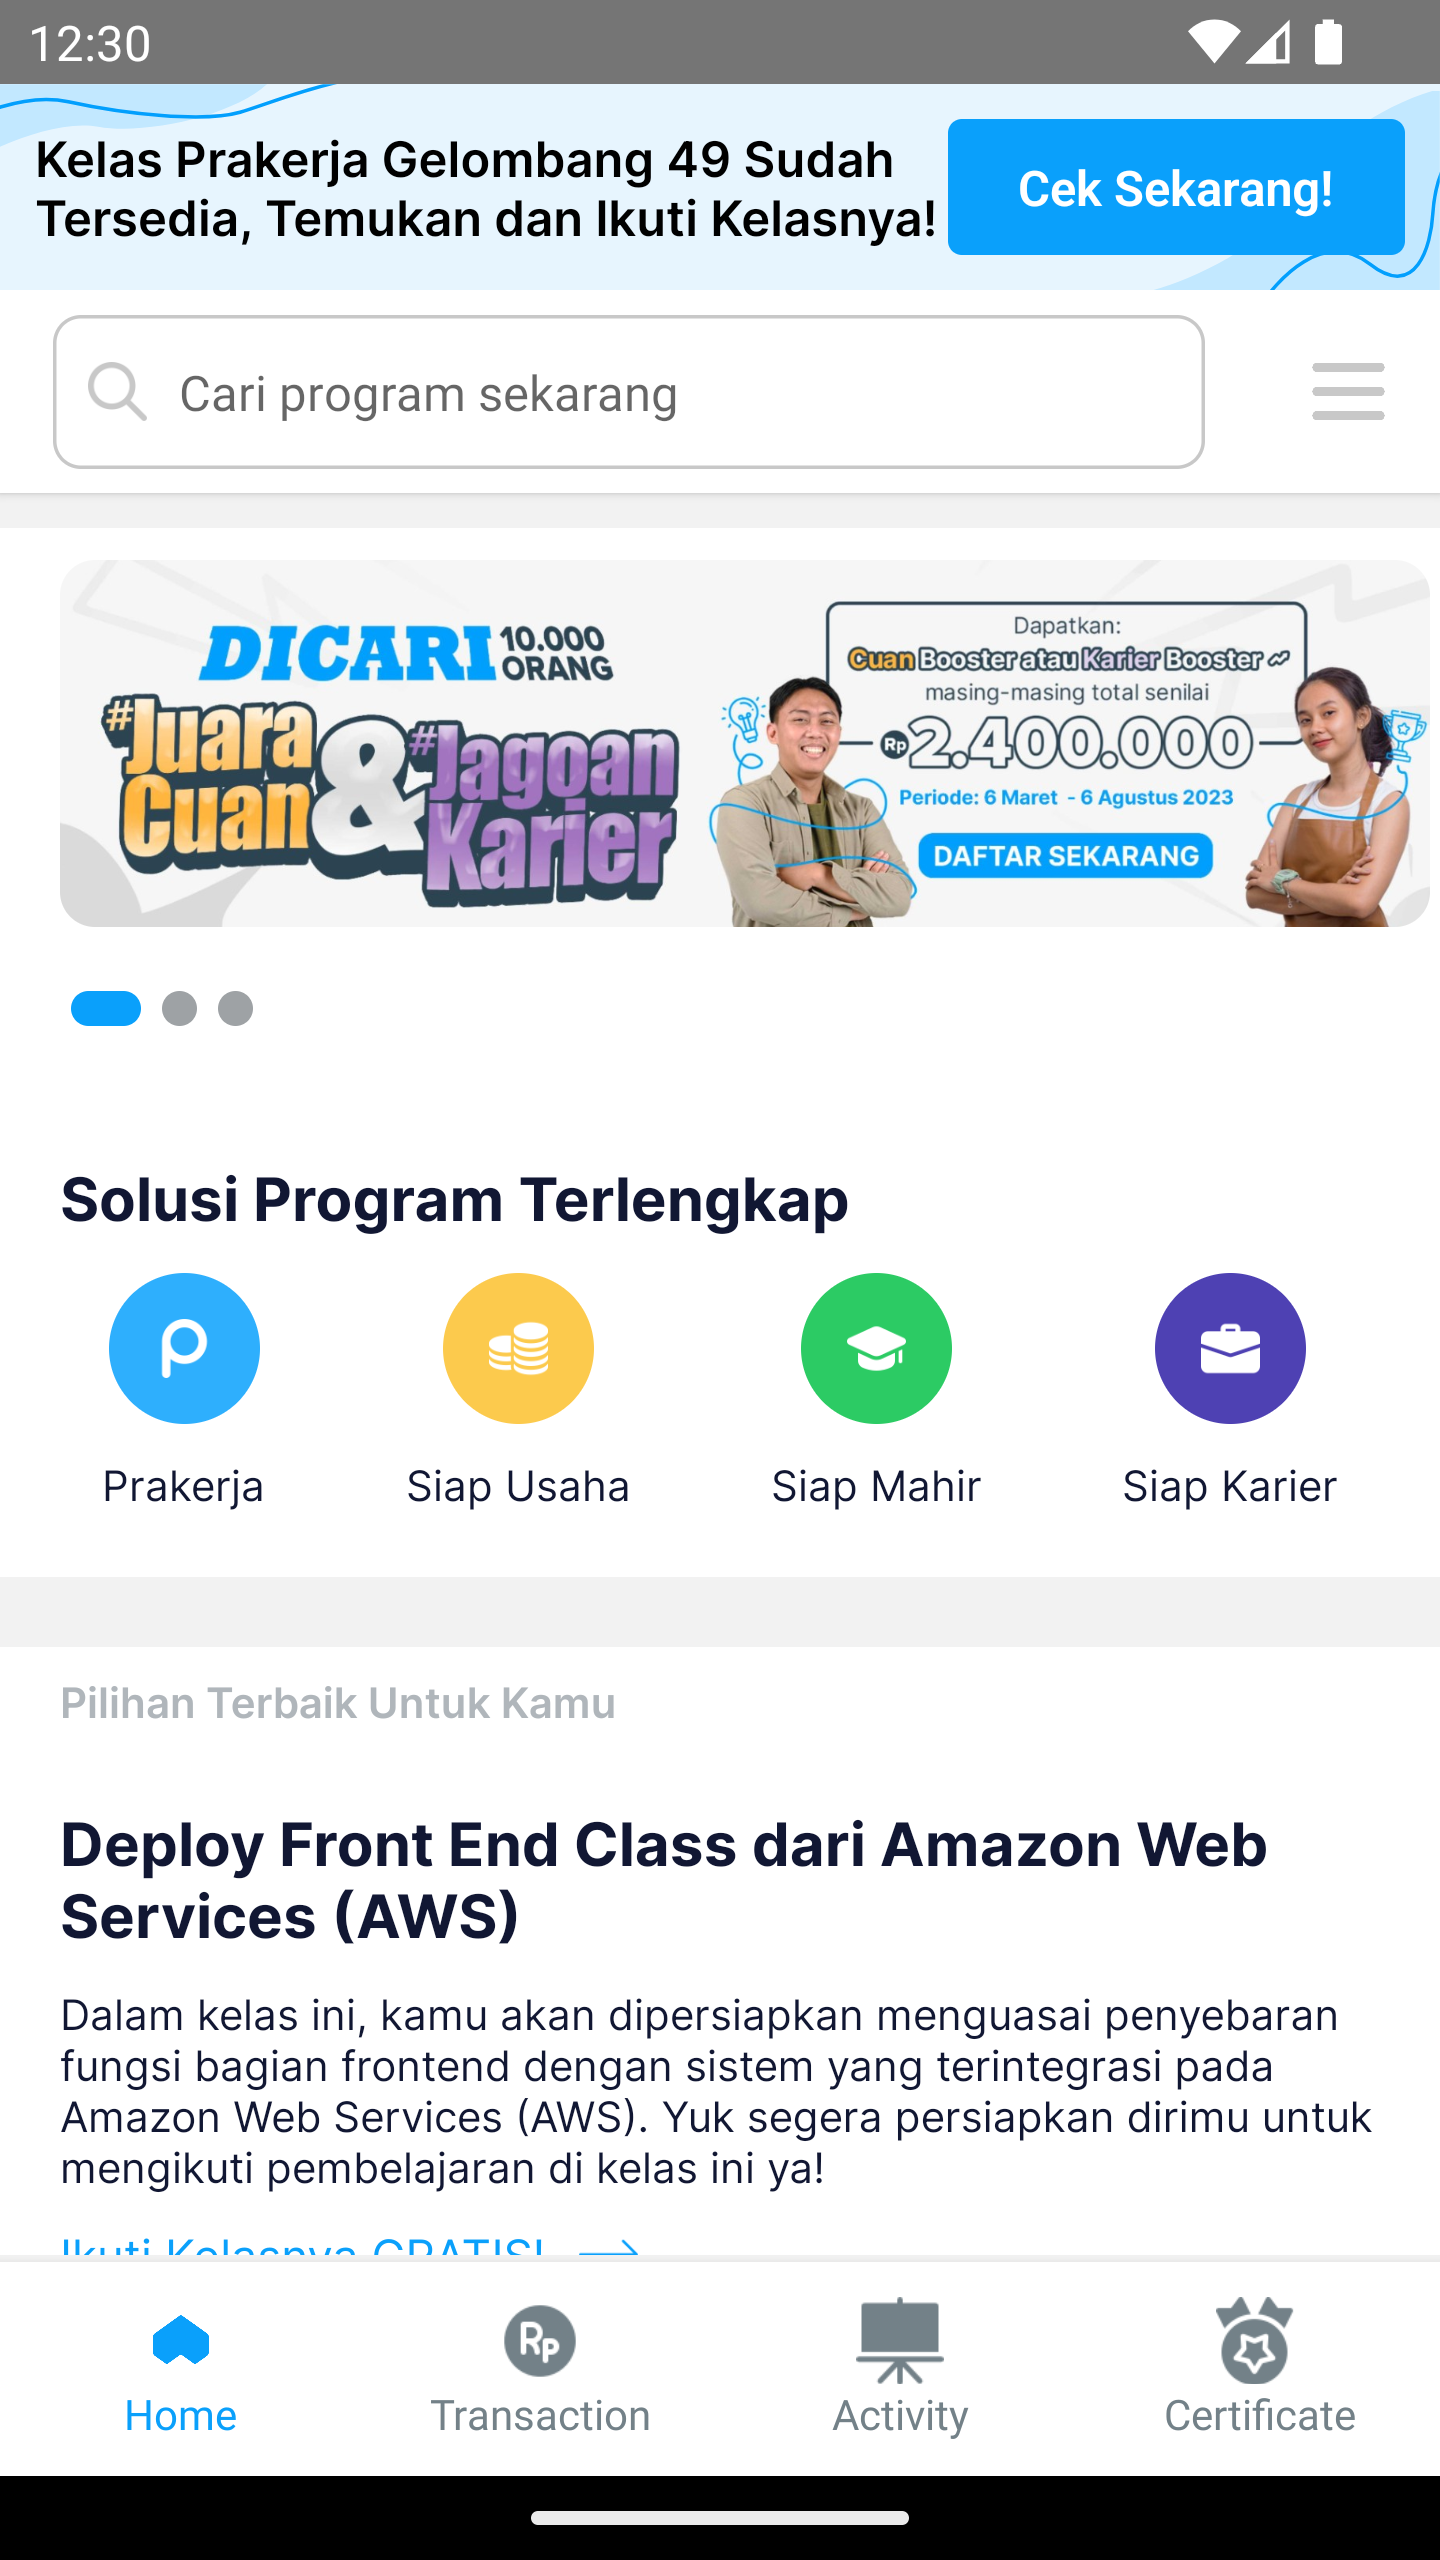 12:30
Kelas Prakerja Gelombang 49 Sudah
Tersedia, Temukan dan Ikuti Kelasnya!
Cek Sekarang!
Cari program sekarang
DICARI 10.000 ORANG
#Juara Cuan & #Jagoan Karier
Dapatkan:
Cuan Booster atau Karier Booster
masing-masing total senilai
Rp 2.400.000
Periode: 6 Maret - 6 Agustus 2023
DAFTAR SEKARANG
Solusi Program Terlengkap
Prakerja
Siap Usaha
Siap Mahir
Siap Karier
Pilihan Terbaik Untuk Kamu
Deploy Front End Class dari Amazon Web
Services (AWS)
Dalam kelas ini, kamu akan dipersiapkan menguasai penyebaran
fungsi bagian frontend dengan sistem yang terintegrasi pada
Amazon Web Services (AWS). Yuk segera persiapkan dirimu untuk
mengikuti pembelajaran di kelas ini ya!
Ikuti Kelasnya GRATIS!
Home
Transaction
Activity
Certificate